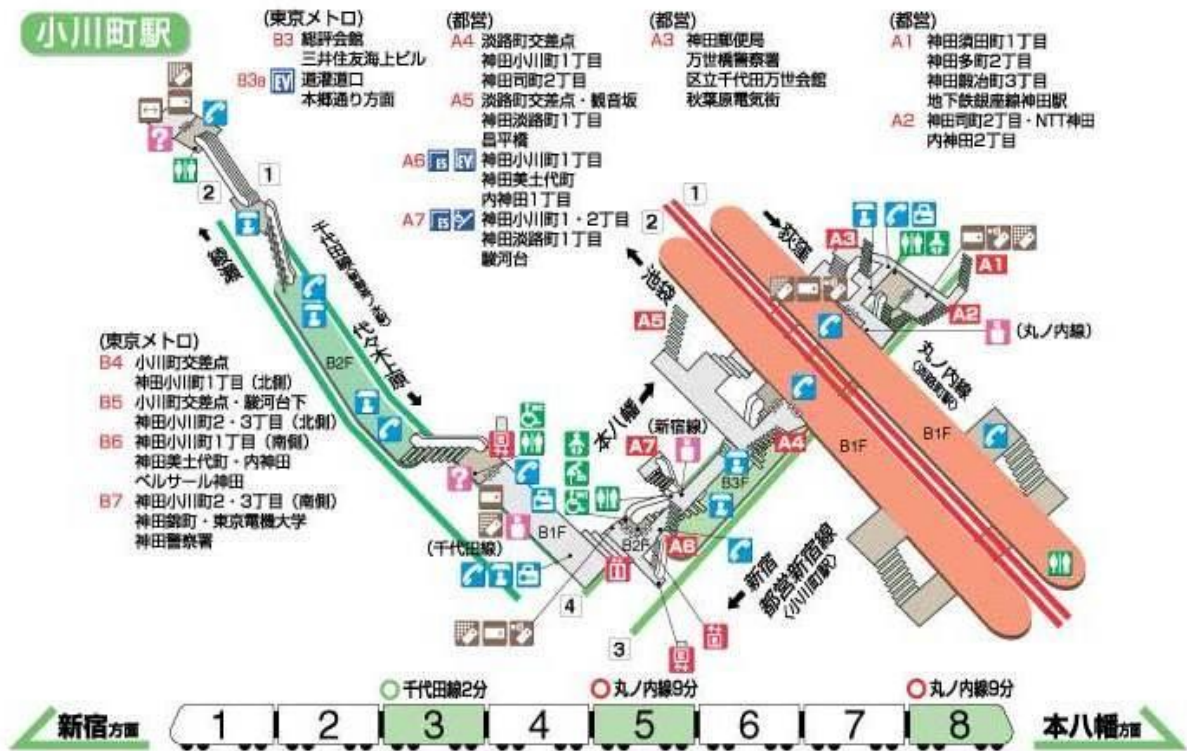 小川町駅
(東京メトロ)
B3 総評会館
三井住友海上ビル
B3a EV 道灌道口
本郷通り方面
(都営)
A4 淡路町交差点
神田小川町1丁目
神田司町2丁目
A5 淡路町交差点・観音坂
神田淡路町1丁目
昌平橋
A6 ES EV 神田小川町1丁目
神田美土代町
内神田1丁目
A7 ES 神田小川町1・2丁目
神田淡路町1丁目
駿河台
(都営)
A3 神田郵便局
万世橋警察署
区立千代田万世会館
秋葉原電気街
(都営)
A1 神田須田町1丁目
神田多町2丁目
神田鍛冶町3丁目
地下鉄銀座線神田駅
A2 神田司町2丁目・NTT神田
内神田2丁目
?
1
2
綾瀬
代々木上原
B2F
(東京メトロ)
B4 小川町交差点
神田小川町1丁目(北側)
B5 小川町交差点・駿河台下
神田小川町2・3丁目(北側)
B6 神田小川町1丁目(南側)
神田美土代町・内神田
ベルサール神田
B7 神田小川町2・3丁目(南側)
神田錦町・東京電機大学
神田警察署
1
2
荻窪
池袋
A3
A1
A2
A5
(丸ノ内線)
丸ノ内線
(淡路町駅)
本八幡
(新宿線)
A7
A4
B1F
B1F
B3F
?
B1F
B2F
A6
(千代田線)
新宿
都営新宿線
(小川町駅)
4
3
千代田線2分
丸ノ内線9分
丸ノ内線9分
新宿方面
1 2 3 4 5 6 7 8
本八幡方面